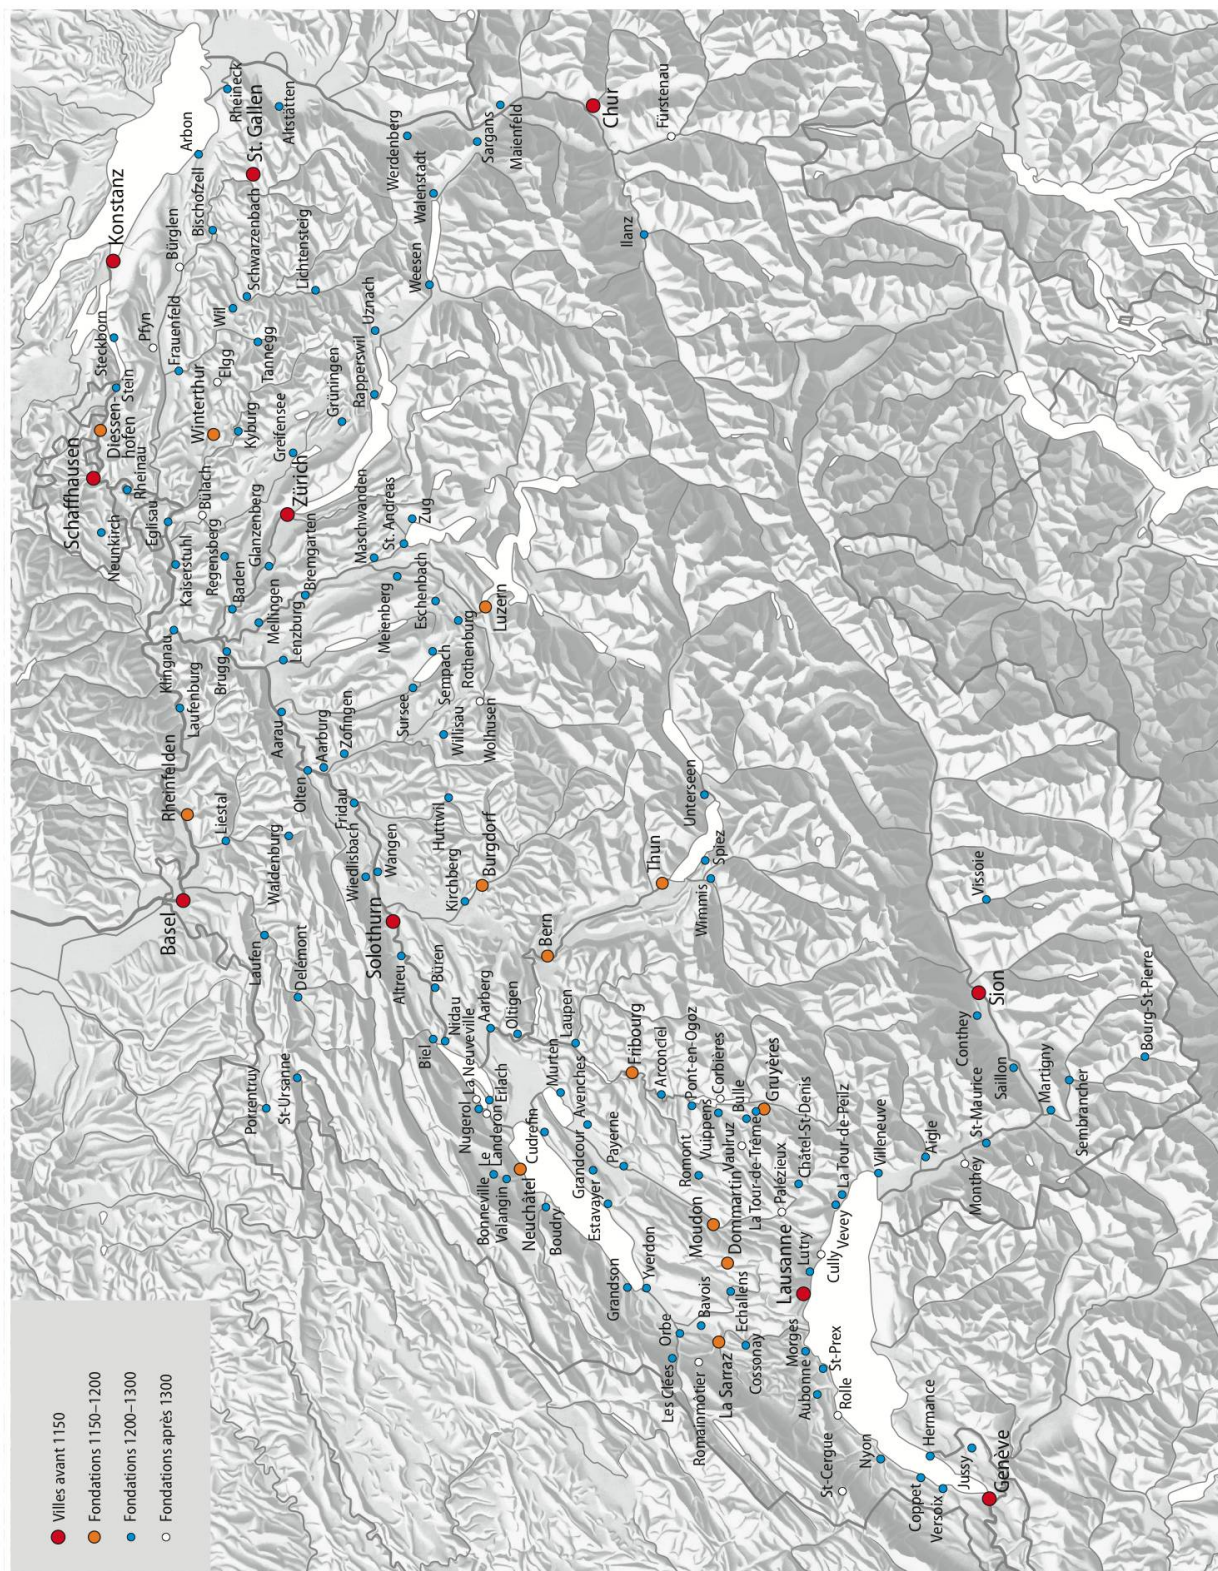 Villes avant 1150
Fondations 1150–1200
Fondations 1200–1300
Fondations après 1300
Schaffhausen
Neunkirch
Rheinau
Diessen-
hofen
Stein
Steckborn
Konstanz
Pfyn
Eglisau
Kaiserstuhl
Klingnau
Laufenburg
Rheinfelden
Basel
Liestal
Frauenfeld
Bürglen
Arbon
Rheineck
Bischofzell
St. Gallen
Altstätten
Schwarzenbach
Wil
Elgg
Winterthur
Kyburg
Tannegg
Bülach
Regensberg
Baden
Brugg
Glanzenberg
Zürich
Greifensee
Grüningen
Lichtensteig
Mellingen
Lenzburg
Bremgarten
Aarau
Olten
Aarburg
Zofingen
Waldenburg
Laufen
Delémont
Porrentruy
St-Ursanne
Fridau
Wiedlisbach
Wangen
Solothurn
Altreu
Büren
Uznach
Rapperswil
Weesen
Walenstadt
Werdenberg
Sargans
Maienfeld
Chur
Fürstenau
Ilanz
Maschwanden
St. Andreas
Zug
Meienberg
Eschenbach
Luzern
Rothenburg
Sempach
Sursee
Willisau
Wolhusen
Huttwil
Burgdorf
Kirchberg
Biel
Nidau
Aarberg
Oltigen
Bern
Laupen
La Neuveville
Nugerol
Erlach
Le
Landeron
Cudrefin
Murten
Avenches
Bonneville
Valangin
Neuchâtel
Boudry
Grandcour
Estavayer
Payerne
Fribourg
Arconciel
Pont-en-Ogoz
Corbières
Vuippens
Bulle
Gruyères
Vaulruz
La Tour-de-Trême
Romont
Thun
Unterseen
Spiez
Wimmis
Grandson
Yverdon
Moudon
Dommartin
Palézieux
Châtel-St-Denis
La Tour-de-Peilz
Vevey
Villeneuve
Aigle
Orbe
Les Clées
Romainmôtier
Bavois
La Sarraz
Echallens
Cossonay
Lausanne
Lutry
Cully
Morges
St-Prex
Aubonne
Rolle
St-Cergue
Nyon
Coppet
Versoix
Hermance
Jussy
Genève
Vissoie
Sion
Conthey
Saillon
St-Maurice
Monthey
Martigny
Sembrancher
Bourg-St-Pierre